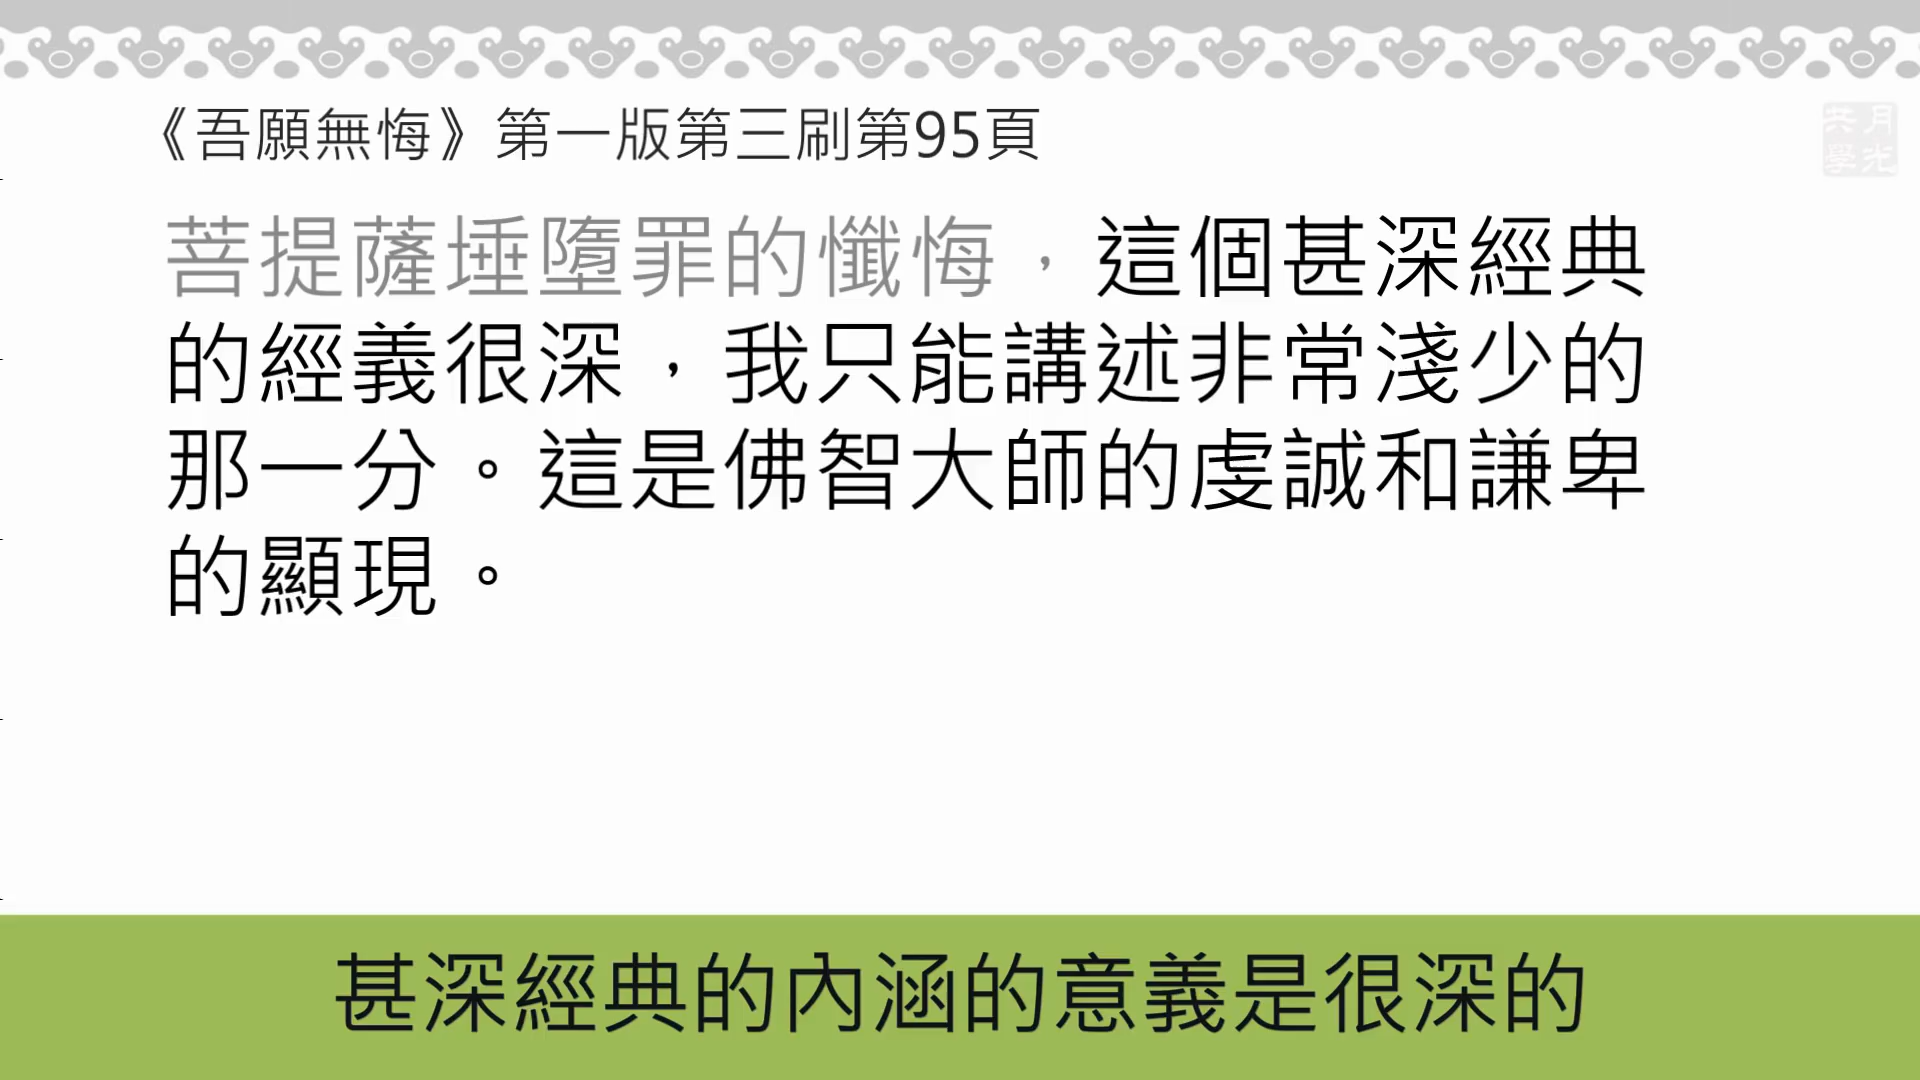 《吾願無悔》第一版第三刷第95頁
月光
共學
菩提薩埵墮罪的懺悔，這個甚深經典
的經義很深，我只能講述非常淺少的
那一分。這是佛智大師的虔誠和謙卑
的顯現。
甚深經典的內涵的意義是很深的